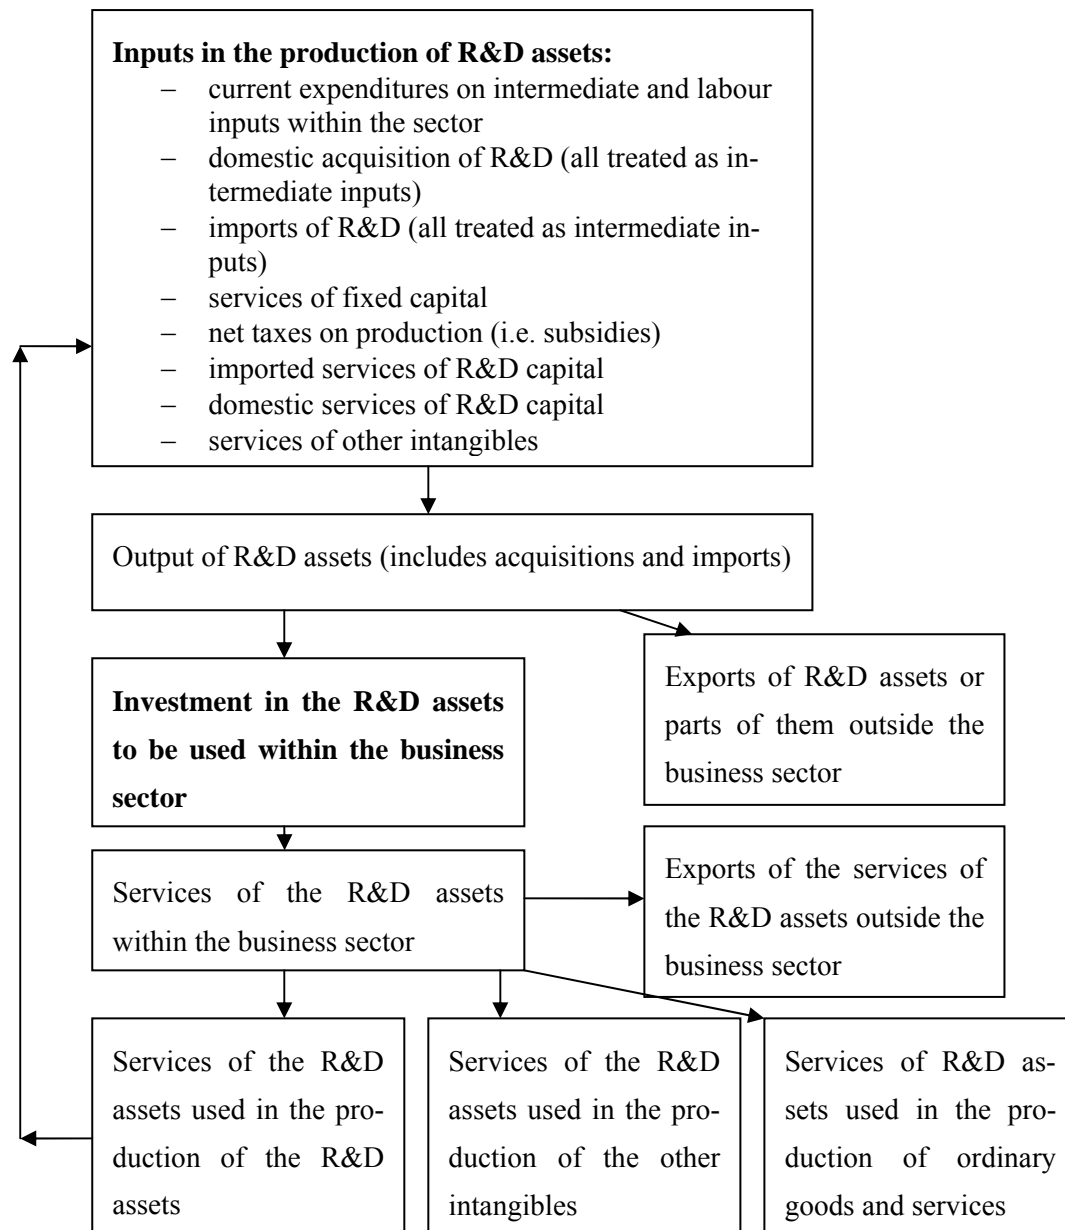 Inputs in the production of R&D assets:
– current expenditures on intermediate and labour
inputs within the sector
– domestic acquisition of R&D (all treated as in-
termediate inputs)
– imports of R&D (all treated as intermediate in-
puts)
– services of fixed capital
– net taxes on production (i.e. subsidies)
– imported services of R&D capital
– domestic services of R&D capital
– services of other intangibles
Output of R&D assets (includes acquisitions and imports)
Investment in the R&D assets
to be used within the business
sector
Exports of R&D assets or
parts of them outside the
business sector
Services of the R&D assets
within the business sector
Exports of the services of
the R&D assets outside the
business sector
Services of the R&D
assets used in the pro-
duction of the R&D
assets
Services of the R&D
assets used in the pro-
duction of the other
intangibles
Services of R&D as-
sets used in the pro-
duction of ordinary
goods and services